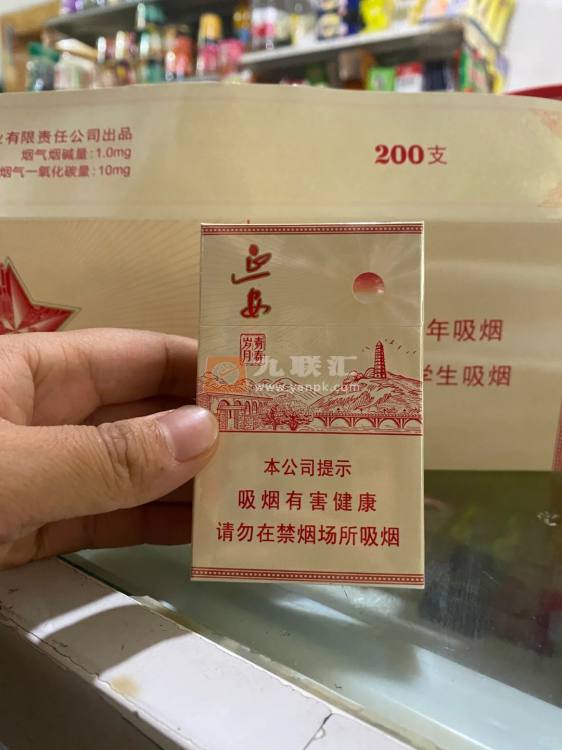 业有限责任公司出品
烟气烟碱量:1.0mg
烟气一氧化碳量:10mg
200支
延安
青春
岁月
九联汇
www.yanpk.com
年吸烟
学生吸烟
本公司提示
吸烟有害健康
请勿在禁烟场所吸烟